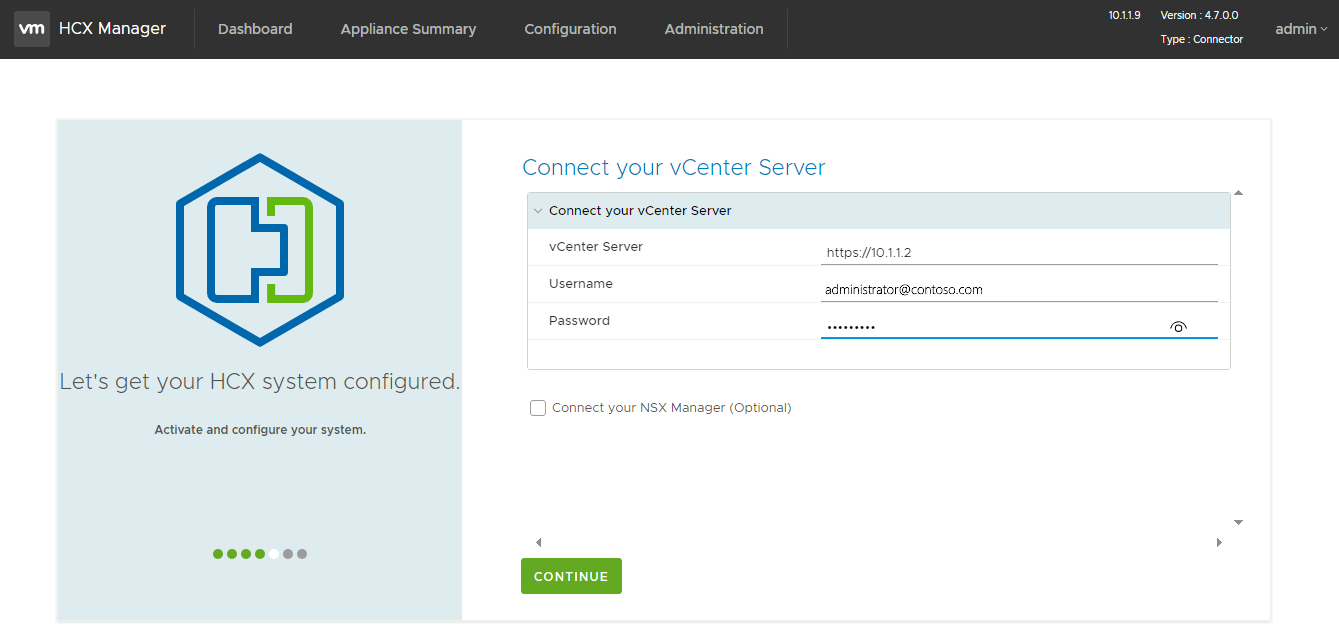 vm HCX Manager Dashboard Appliance Summary Configuration Administration 10.1.1.9 Version : 4.7.0.0 admin
Type : Connector
Connect your vCenter Server
Connect your vCenter Server
vCenter Server https://10.1.1.2
Username administrator@contoso.com
Password •••••••••
Let's get your HCX system configured.
Connect your NSX Manager (Optional)
Activate and configure your system.
CONTINUE